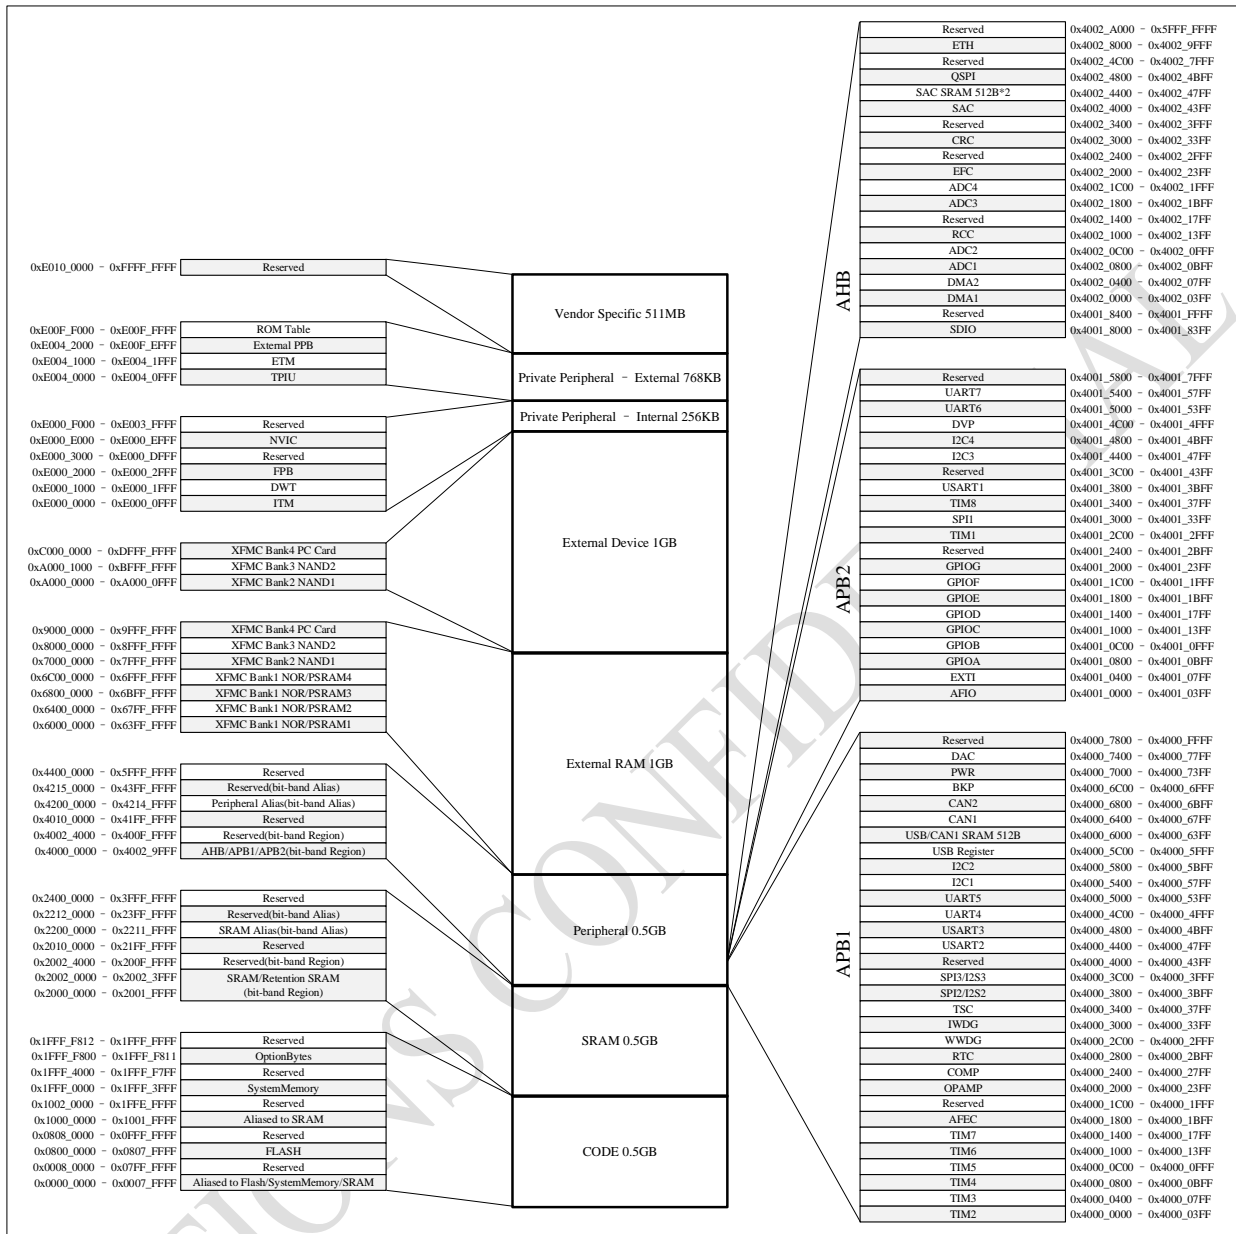 0xE010_0000 - 0xFFFF_FFFF Reserved
0xE00F_F000 - 0xE00F_FFFF ROM Table
0xE004_2000 - 0xE00F_EFFF External PPB
0xE004_1000 - 0xE004_1FFF ETM
0xE004_0000 - 0xE004_0FFF TPIU
0xE000_F000 - 0xE003_FFFF Reserved
0xE000_E000 - 0xE000_EFFF NVIC
0xE000_3000 - 0xE000_DFFF Reserved
0xE000_2000 - 0xE000_2FFF FPB
0xE000_1000 - 0xE000_1FFF DWT
0xE000_0000 - 0xE000_0FFF ITM
0xC000_0000 - 0xDFFF_FFFF XFMC Bank4 PC Card
0xA000_1000 - 0xBFFF_FFFF XFMC Bank3 NAND2
0xA000_0000 - 0xA000_0FFF XFMC Bank2 NAND1
0x9000_0000 - 0x9FFF_FFFF XFMC Bank4 PC Card
0x8000_0000 - 0x8FFF_FFFF XFMC Bank3 NAND2
0x7000_0000 - 0x7FFF_FFFF XFMC Bank2 NAND1
0x6C00_0000 - 0x6FFF_FFFF XFMC Bank1 NOR/PSRAM4
0x6800_0000 - 0x6BFF_FFFF XFMC Bank1 NOR/PSRAM3
0x6400_0000 - 0x67FF_FFFF XFMC Bank1 NOR/PSRAM2
0x6000_0000 - 0x63FF_FFFF XFMC Bank1 NOR/PSRAM1
0x4400_0000 - 0x5FFF_FFFF Reserved
0x4215_0000 - 0x43FF_FFFF Reserved(bit-band Alias)
0x4200_0000 - 0x4214_FFFF Peripheral Alias(bit-band Alias)
0x4010_0000 - 0x41FF_FFFF Reserved
0x4002_4000 - 0x400F_FFFF Reserved(bit-band Region)
0x4000_0000 - 0x4002_9FFF AHB/APB1/APB2(bit-band Region)
0x2400_0000 - 0x3FFF_FFFF Reserved
0x2212_0000 - 0x23FF_FFFF Reserved(bit-band Alias)
0x2200_0000 - 0x2211_FFFF SRAM Alias(bit-band Alias)
0x2010_0000 - 0x21FF_FFFF Reserved
0x2002_4000 - 0x200F_FFFF Reserved(bit-band Region)
0x2002_0000 - 0x2002_3FFF SRAM/Retention SRAM
0x2000_0000 - 0x2001_FFFF (bit-band Region)
0x1FFF_F812 - 0x1FFF_FFFF Reserved
0x1FFF_F800 - 0x1FFF_F811 OptionBytes
0x1FFF_4000 - 0x1FFF_F7FF Reserved
0x1FFF_0000 - 0x1FFF_3FFF SystemMemory
0x1002_0000 - 0x1FFE_FFFF Reserved
0x1000_0000 - 0x1001_FFFF Aliased to SRAM
0x0808_0000 - 0x0FFF_FFFF Reserved
0x0800_0000 - 0x0807_FFFF FLASH
0x0008_0000 - 0x07FF_FFFF Reserved
0x0000_0000 - 0x0007_FFFF Aliased to Flash/SystemMemory/SRAM
Vendor Specific 511MB
Private Peripheral - External 768KB
Private Peripheral - Internal 256KB
External Device 1GB
External RAM 1GB
Peripheral 0.5GB
SRAM 0.5GB
CODE 0.5GB
AHB
Reserved 0x4002_A000 - 0x5FFF_FFFF
ETH 0x4002_8000 - 0x4002_9FFF
Reserved 0x4002_4C00 - 0x4002_7FFF
QSPI 0x4002_4800 - 0x4002_4BFF
SAC SRAM 512B*2 0x4002_4400 - 0x4002_47FF
SAC 0x4002_4000 - 0x4002_43FF
Reserved 0x4002_3400 - 0x4002_3FFF
CRC 0x4002_3000 - 0x4002_33FF
Reserved 0x4002_2400 - 0x4002_2FFF
EFC 0x4002_2000 - 0x4002_23FF
ADC4 0x4002_1C00 - 0x4002_1FFF
ADC3 0x4002_1800 - 0x4002_1BFF
Reserved 0x4002_1400 - 0x4002_17FF
RCC 0x4002_1000 - 0x4002_13FF
ADC2 0x4002_0C00 - 0x4002_0FFF
ADC1 0x4002_0800 - 0x4002_0BFF
DMA2 0x4002_0400 - 0x4002_07FF
DMA1 0x4002_0000 - 0x4002_03FF
Reserved 0x4001_8400 - 0x4001_FFFF
SDIO 0x4001_8000 - 0x4001_83FF
APB2
Reserved 0x4001_5800 - 0x4001_7FFF
UART7 0x4001_5400 - 0x4001_57FF
UART6 0x4001_5000 - 0x4001_53FF
DVP 0x4001_4C00 - 0x4001_4FFF
I2C4 0x4001_4800 - 0x4001_4BFF
I2C3 0x4001_4400 - 0x4001_47FF
Reserved 0x4001_3C00 - 0x4001_43FF
USART1 0x4001_3800 - 0x4001_3BFF
TIM8 0x4001_3400 - 0x4001_37FF
SPI1 0x4001_3000 - 0x4001_33FF
TIM1 0x4001_2C00 - 0x4001_2FFF
Reserved 0x4001_2400 - 0x4001_2BFF
GPIOG 0x4001_2000 - 0x4001_23FF
GPIOF 0x4001_1C00 - 0x4001_1FFF
GPIOE 0x4001_1800 - 0x4001_1BFF
GPIOD 0x4001_1400 - 0x4001_17FF
GPIOC 0x4001_1000 - 0x4001_13FF
GPIOB 0x4001_0C00 - 0x4001_0FFF
GPIOA 0x4001_0800 - 0x4001_0BFF
EXTI 0x4001_0400 - 0x4001_07FF
AFIO 0x4001_0000 - 0x4001_03FF
APB1
Reserved 0x4000_7800 - 0x4000_FFFF
DAC 0x4000_7400 - 0x4000_77FF
PWR 0x4000_7000 - 0x4000_73FF
BKP 0x4000_6C00 - 0x4000_6FFF
CAN2 0x4000_6800 - 0x4000_6BFF
CAN1 0x4000_6400 - 0x4000_67FF
USB/CAN1 SRAM 512B 0x4000_6000 - 0x4000_63FF
USB Register 0x4000_5C00 - 0x4000_5FFF
I2C2 0x4000_5800 - 0x4000_5BFF
I2C1 0x4000_5400 - 0x4000_57FF
UART5 0x4000_5000 - 0x4000_53FF
UART4 0x4000_4C00 - 0x4000_4FFF
USART3 0x4000_4800 - 0x4000_4BFF
USART2 0x4000_4400 - 0x4000_47FF
Reserved 0x4000_4000 - 0x4000_43FF
SPI3/I2S3 0x4000_3C00 - 0x4000_3FFF
SPI2/I2S2 0x4000_3800 - 0x4000_3BFF
TSC 0x4000_3400 - 0x4000_37FF
IWDG 0x4000_3000 - 0x4000_33FF
WWDG 0x4000_2C00 - 0x4000_2FFF
RTC 0x4000_2800 - 0x4000_2BFF
COMP 0x4000_2400 - 0x4000_27FF
OPAMP 0x4000_2000 - 0x4000_23FF
Reserved 0x4000_1C00 - 0x4000_1FFF
AFEC 0x4000_1800 - 0x4000_1BFF
TIM7 0x4000_1400 - 0x4000_17FF
TIM6 0x4000_1000 - 0x4000_13FF
TIM5 0x4000_0C00 - 0x4000_0FFF
TIM4 0x4000_0800 - 0x4000_0BFF
TIM3 0x4000_0400 - 0x4000_07FF
TIM2 0x4000_0000 - 0x4000_03FF